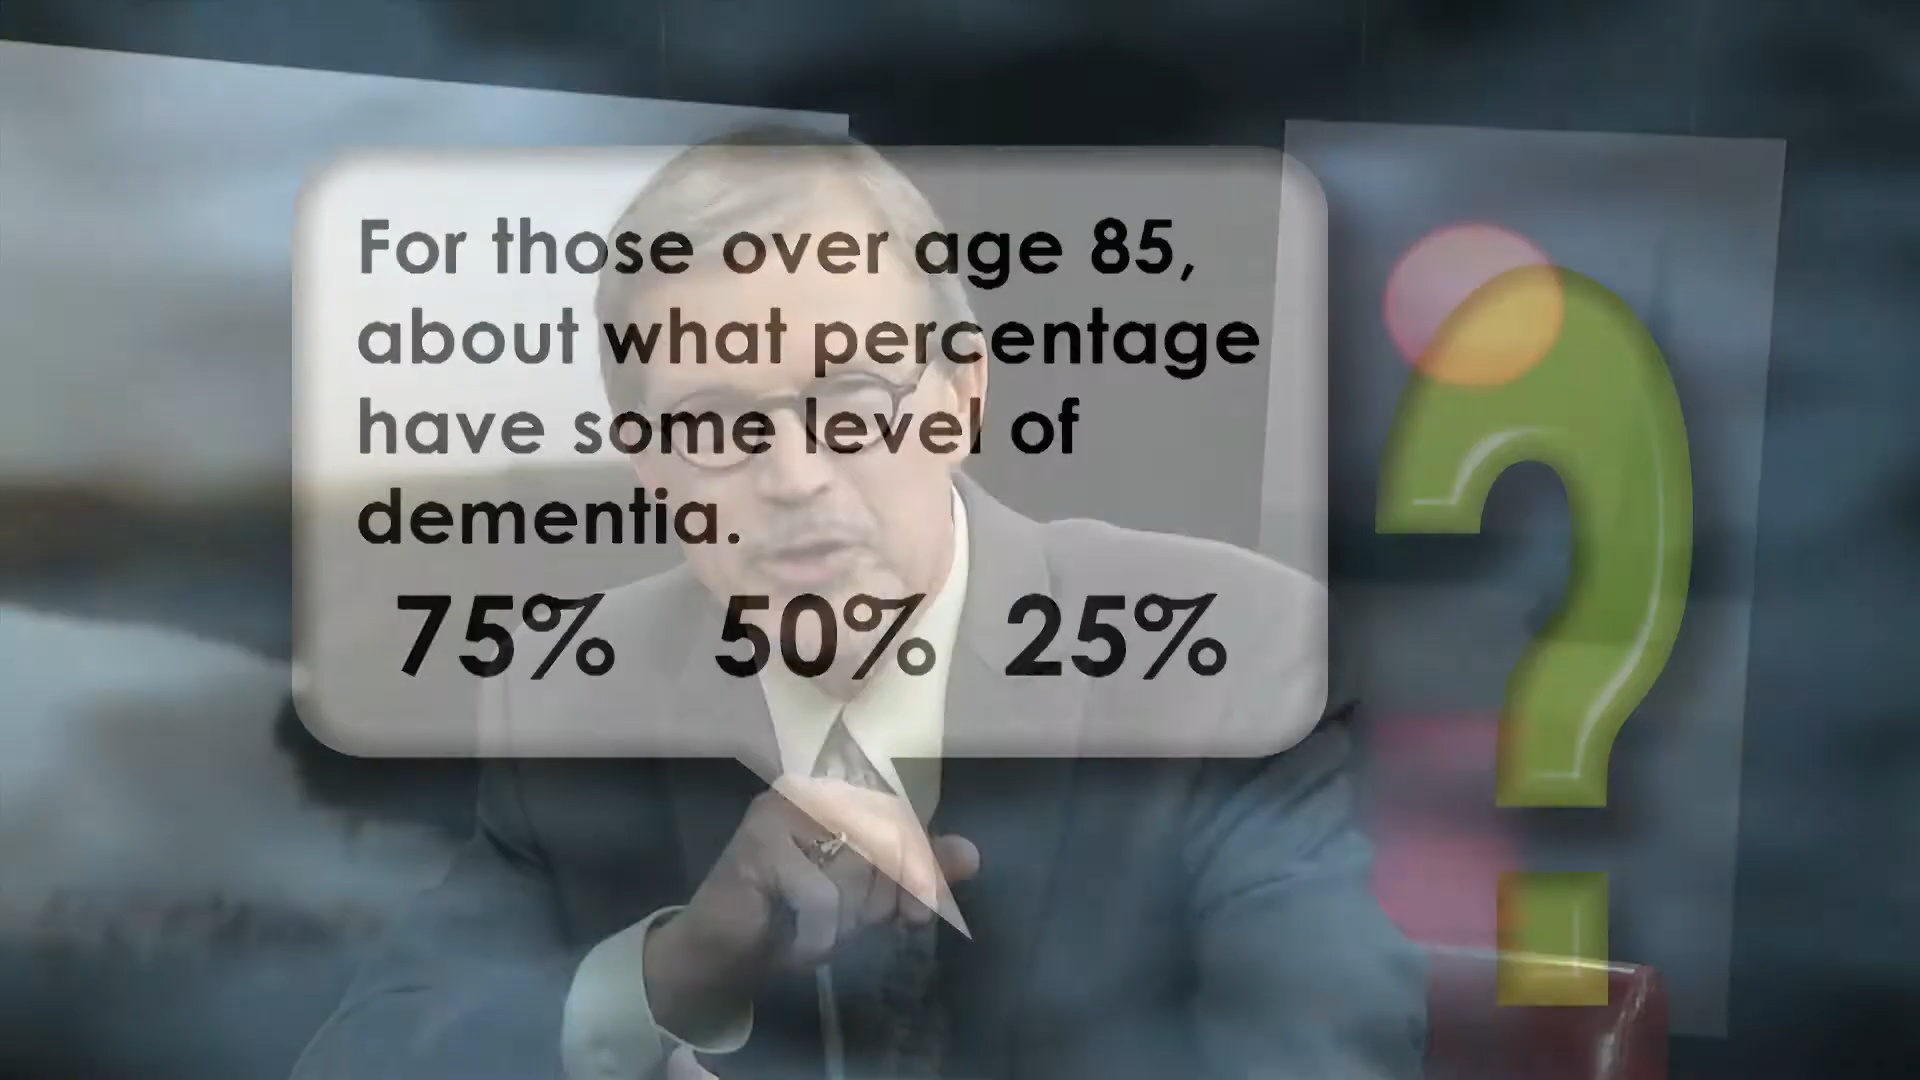 For those over age 85,
about what percentage
have some level of
dementia.
75% 50% 25%
?